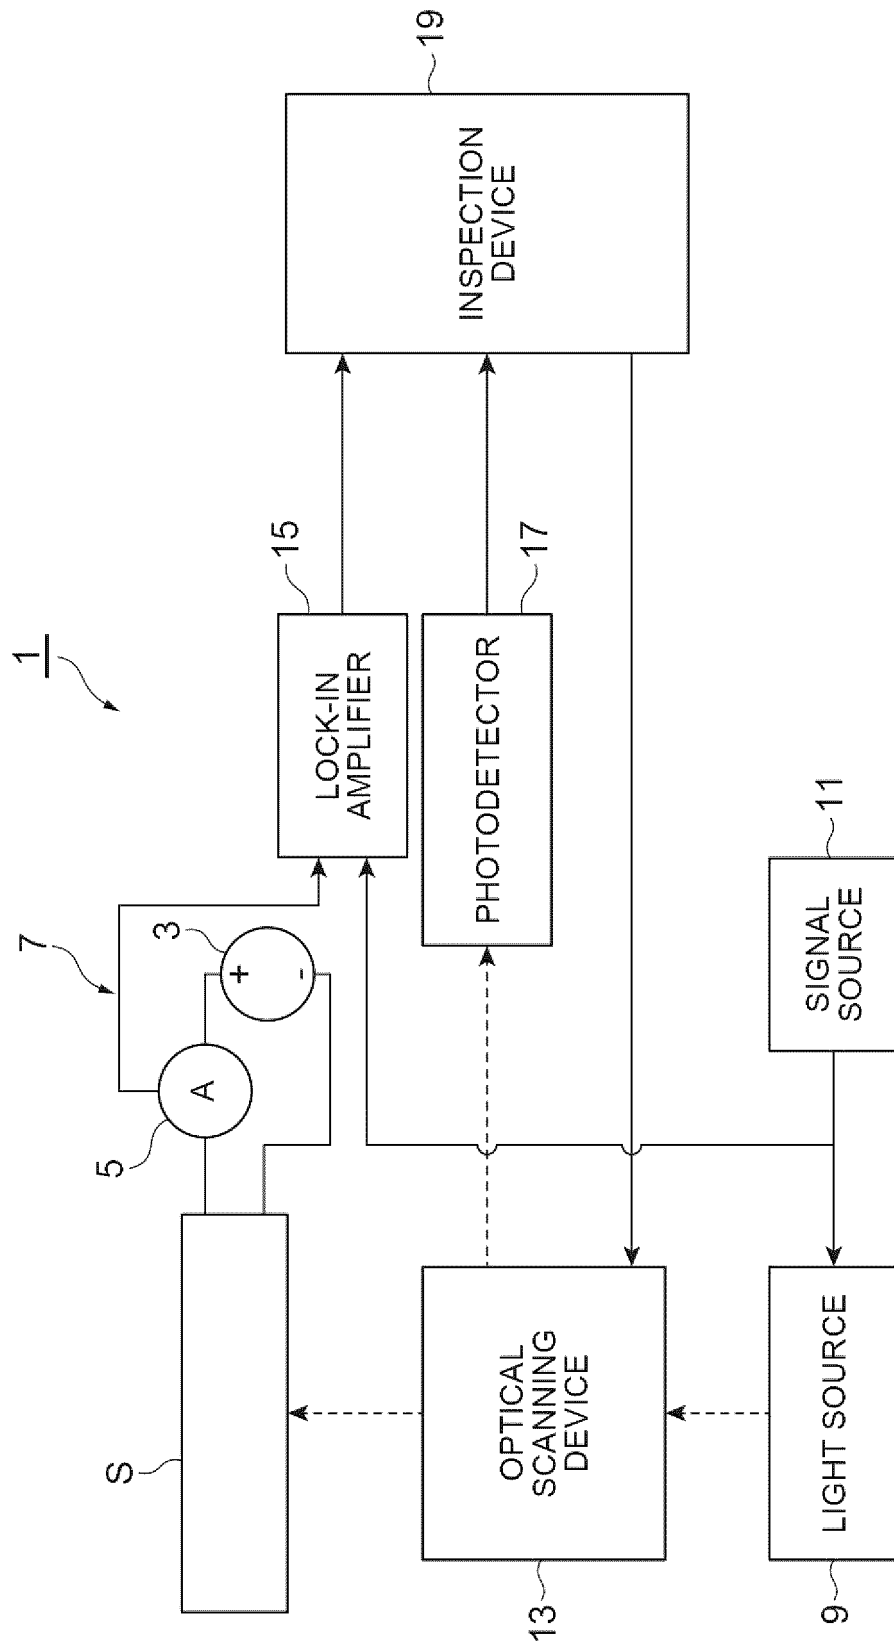 1
7
S
5
A
3
+
-
15
LOCK-IN
AMPLIFIER
19
INSPECTION
DEVICE
17
PHOTODETECTOR
13
OPTICAL
SCANNING
DEVICE
11
SIGNAL
SOURCE
9
LIGHT SOURCE